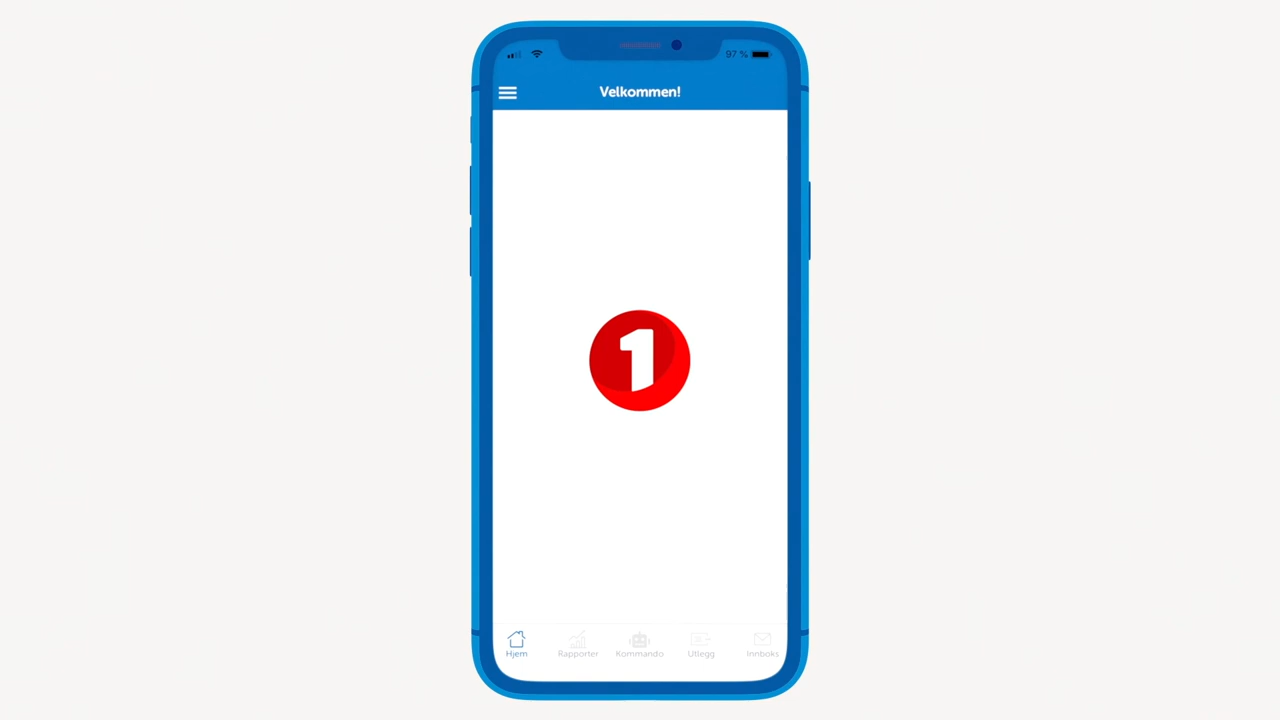 97 %
Velkommen!
1
Hjem
Rapporter
Kommando
Utlegg
Innboks